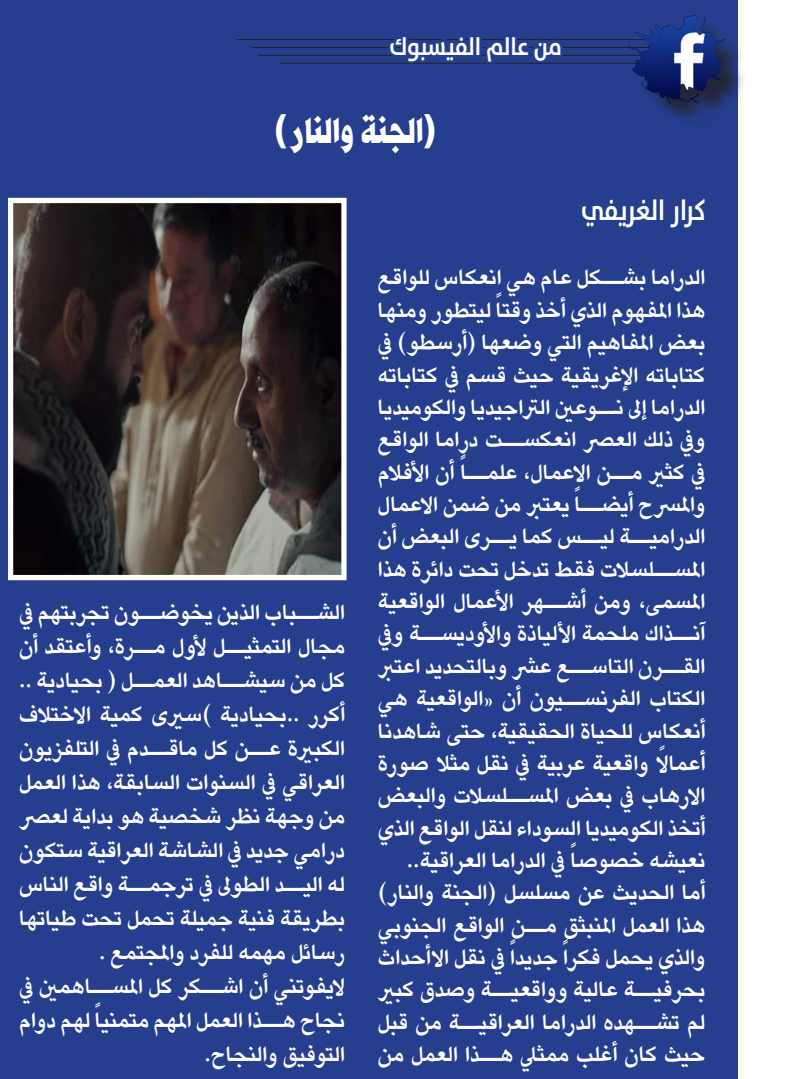 من عالم الفيسبوك
f
(الجنة والنار)
كرار الغريفي
الدراما بشكل عام هي انعكاس للواقع
هذا المفهوم الذي أخذ وقتاً ليتطور ومنها
بعض المفاهيم التي وضعها (أرسطو) في
كتاباته الإغريقية حيث قسم في كتاباته
الدراما إلى نوعين التراجيديا والكوميديا
وفي ذلك العصر انعكست دراما الواقع
في كثير من الإعمال، علماً أن الأفلام
والمسرح أيضاً يعتبر من ضمن الاعمال
الدرامية ليس كما يرى البعض أن
المسلسلات فقط تدخل تحت دائرة هذا
المسمى، ومن أشهر الأعمال الواقعية
آنذاك ملحمة الألياذة والأوديسة وفي
القرن التاسع عشر وبالتحديد اعتبر
الكتاب الفرنسيون أن «الواقعية هي
أنعكاس للحياة الحقيقية، حتى شاهدنا
أعمالًا واقعية عربية في نقل مثلا صورة
الارهاب في بعض المسلسلات والبعض
أتخذ الكوميديا السوداء لنقل الواقع الذي
نعيشه خصوصاً في الدراما العراقية..
أما الحديث عن مسلسل (الجنة والنار)
هذا العمل المنبثق من الواقع الجنوبي
والذي يحمل فكراً جديداً في نقل الاأحداث
بحرفية عالية وواقعية وصدق كبير
لم تشهده الدراما العراقية من قبل
حيث كان أغلب ممثلي هذا العمل من
الشباب الذين يخوضون تجربتهم في
مجال التمثيل لأول مرة، وأعتقد أن
كل من سيشاهد العمل ( بحيادية ..
أكرر ..بحيادية )سيرى كمية الاختلاف
الكبيرة عن كل ماقدم في التلفزيون
العراقي في السنوات السابقة، هذا العمل
من وجهة نظر شخصية هو بداية لعصر
درامي جديد في الشاشة العراقية ستكون
له اليد الطولى في ترجمة واقع الناس
بطريقة فنية جميلة تحمل تحت طياتها
رسائل مهمه للفرد والمجتمع .
لايفوتني أن اشكر كل المساهمين في
نجاح هذا العمل المهم متمنياً لهم دوام
التوفيق والنجاح.